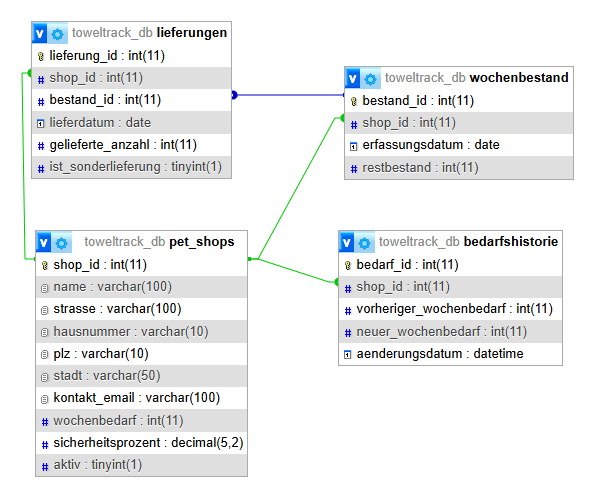 v toweltrack_db lieferungen
lieferung_id : int(11)
# shop_id : int(11)
# bestand_id : int(11)
lieferdatum : date
# gelieferte_anzahl : int(11)
# ist_sonderlieferung : tinyint(1)
v toweltrack_db wochenbestand
bestand_id : int(11)
# shop_id : int(11)
erfassungsdatum : date
# restbestand : int(11)
v toweltrack_db pet_shops
shop_id : int(11)
name : varchar(100)
strasse : varchar(100)
hausnummer : varchar(10)
plz : varchar(10)
stadt : varchar(50)
kontakt_email : varchar(100)
# wochenbedarf : int(11)
# sicherheitsprozent : decimal(5,2)
# aktiv : tinyint(1)
v toweltrack_db bedarfshistorie
bedarf_id : int(11)
# shop_id : int(11)
# vorheriger_wochenbedarf : int(11)
# neuer_wochenbedarf : int(11)
aenderungsdatum : datetime